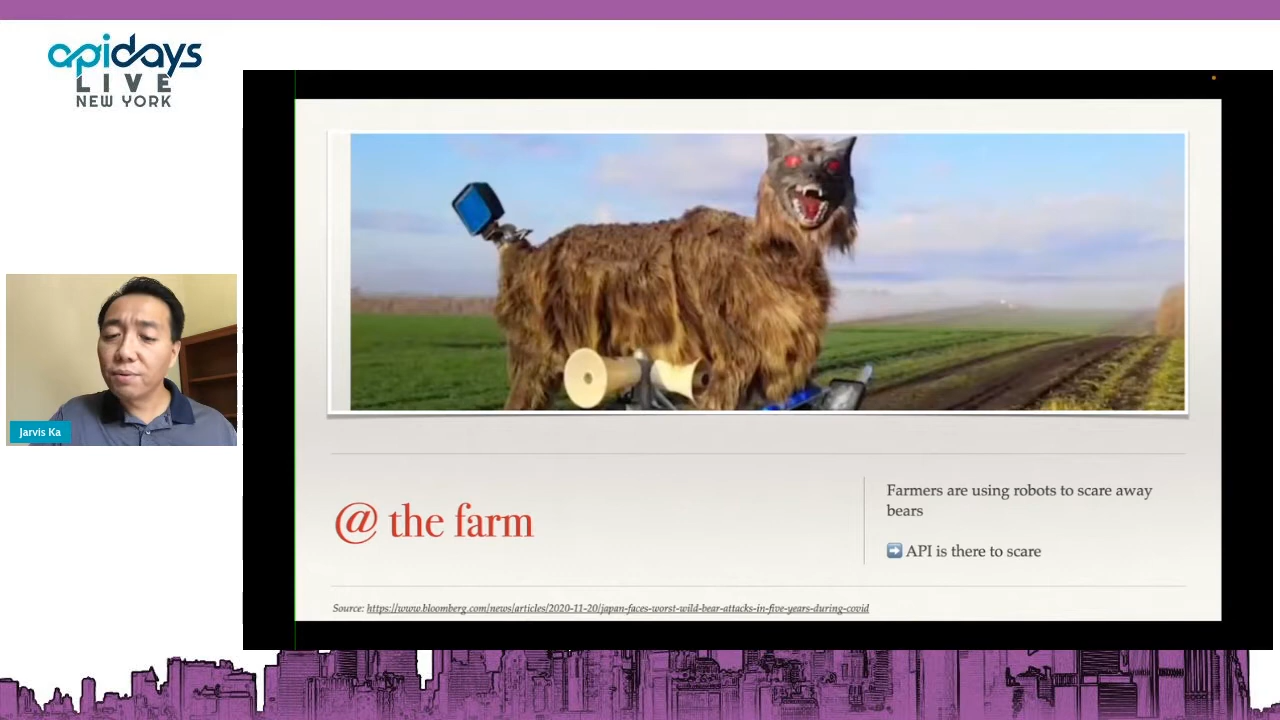 apidays
LIVE
NEW YORK
Jarvis Ka
@ the farm
Farmers are using robots to scare away
bears
➡️ API is there to scare
Source: https://www.bloomberg.com/news/articles/2020-11-20/japan-faces-worst-wild-bear-attacks-in-five-years-during-covid